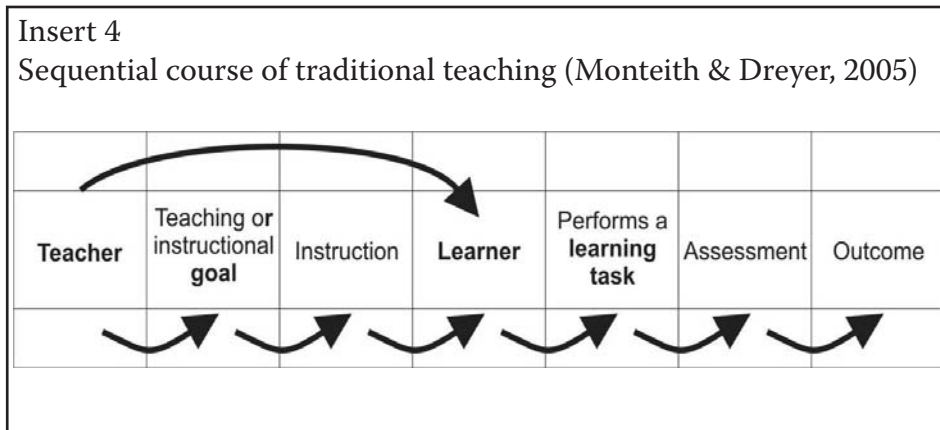 Insert 4
Sequential course of traditional teaching (Monteith & Dreyer, 2005)
Teacher
Teaching or
instructional
goal
Instruction
Learner
Performs a
learning
task
Assessment
Outcome